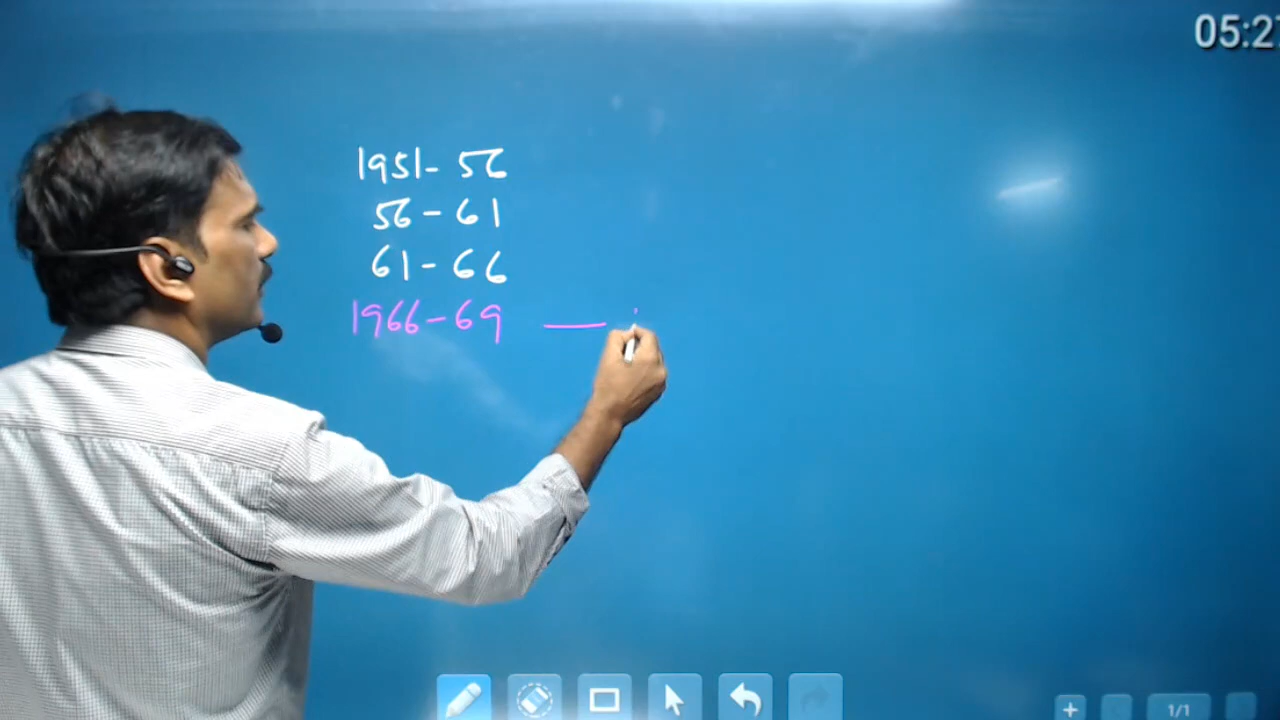 05:27
1951- 56
56 - 61
61 - 66
1966 - 69 —
1/1